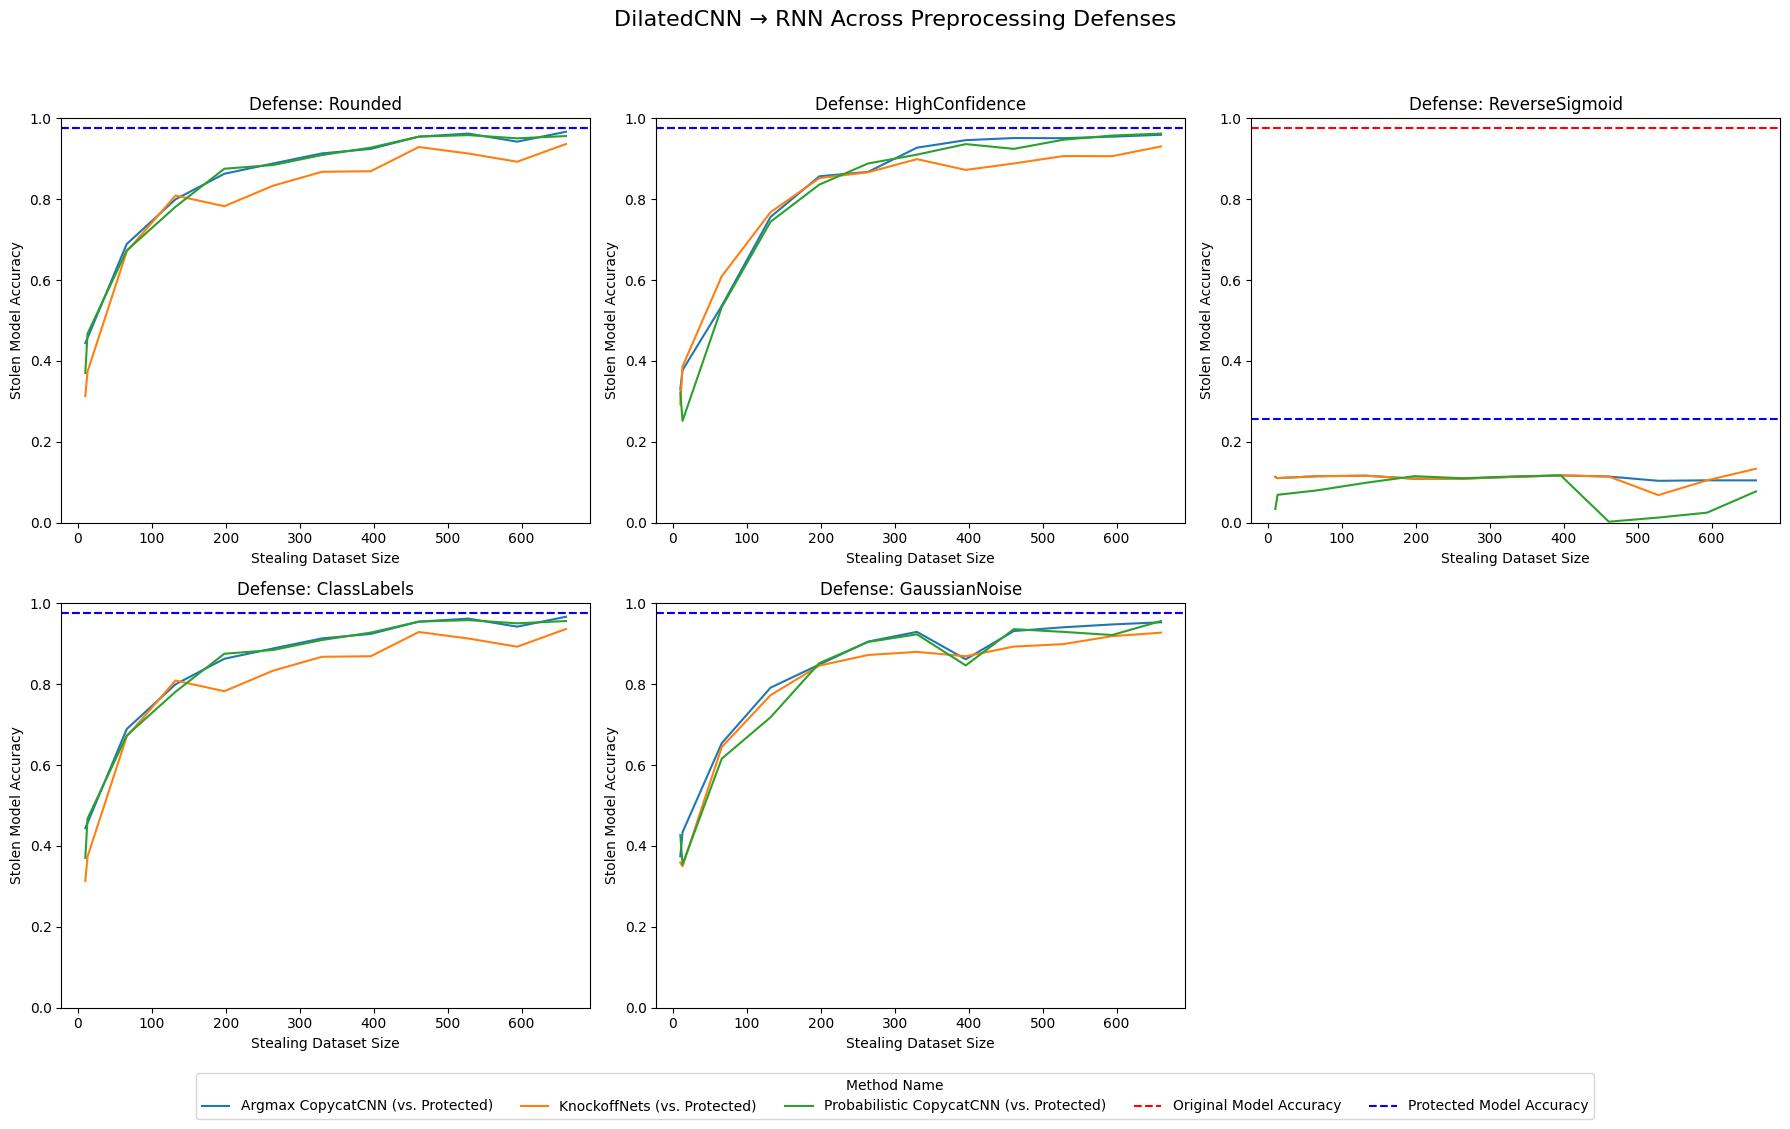 DilatedCNN → RNN Across Preprocessing Defenses
Defense: Rounded
Stolen Model Accuracy
1.0
0.8
0.6
0.4
0.2
0.0
0 100 200 300 400 500 600
Stealing Dataset Size
Defense: HighConfidence
Stolen Model Accuracy
1.0
0.8
0.6
0.4
0.2
0.0
0 100 200 300 400 500 600
Stealing Dataset Size
Defense: ReverseSigmoid
Stolen Model Accuracy
1.0
0.8
0.6
0.4
0.2
0.0
0 100 200 300 400 500 600
Stealing Dataset Size
Defense: ClassLabels
Stolen Model Accuracy
1.0
0.8
0.6
0.4
0.2
0.0
0 100 200 300 400 500 600
Stealing Dataset Size
Defense: GaussianNoise
Stolen Model Accuracy
1.0
0.8
0.6
0.4
0.2
0.0
0 100 200 300 400 500 600
Stealing Dataset Size
Method Name
Argmax CopycatCNN (vs. Protected) KnockoffNets (vs. Protected) Probabilistic CopycatCNN (vs. Protected) Original Model Accuracy Protected Model Accuracy